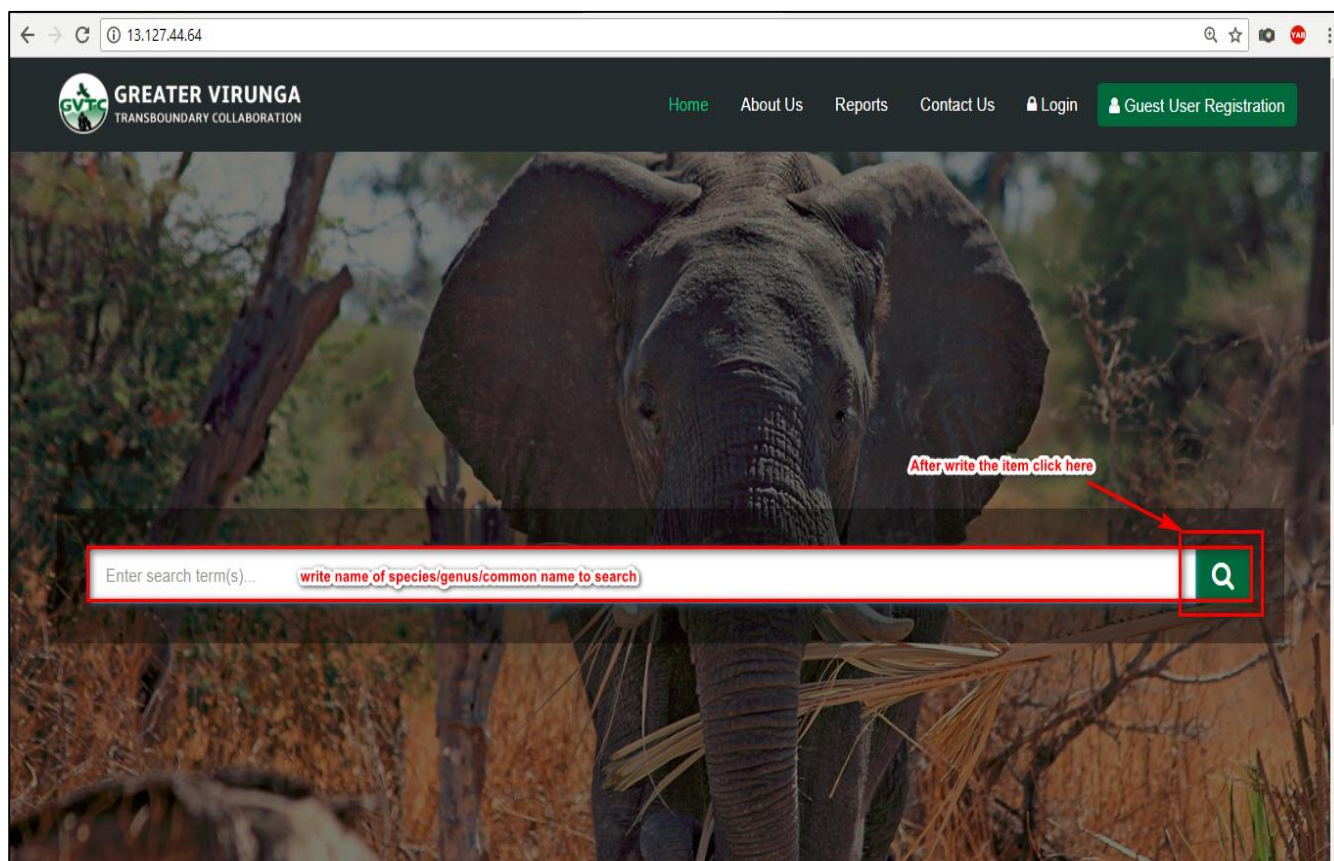 13.127.44.64
YAB
GVTC
GREATER VIRUNGA
TRANSBOUNDARY COLLABORATION
Home About Us Reports Contact Us Login Guest User Registration
After write the item click here
Enter search term(s)... write name of species/genus/common name to search